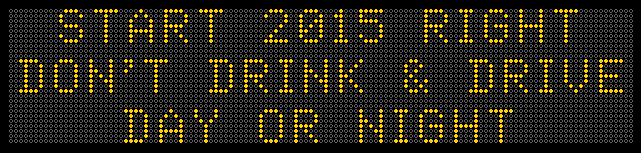 START 2015 RIGHT
DON'T DRINK & DRIVE
DAY OR NIGHT